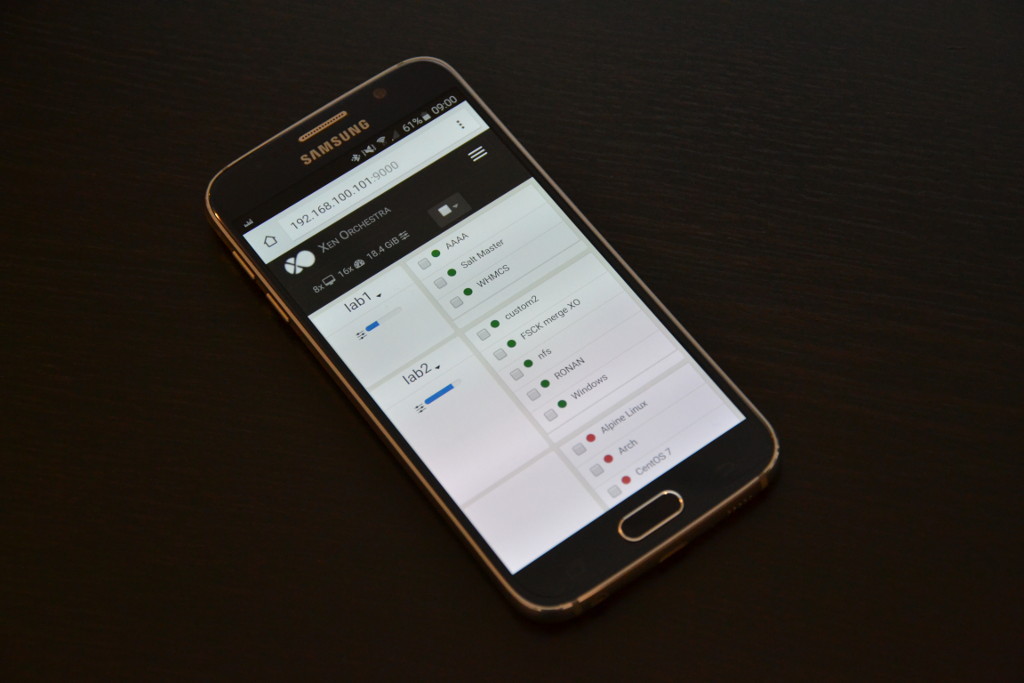 SAMSUNG
61% 09:00
192.168.100.101:9000
XEN ORCHESTRA
8x 16x 18.4 GiB
lab1
AAAA
Salt Master
WHMCS
lab2
custom2
FSCK merge XO
nfs
RONAN
Windows
Alpine Linux
Arch
CentOS 7